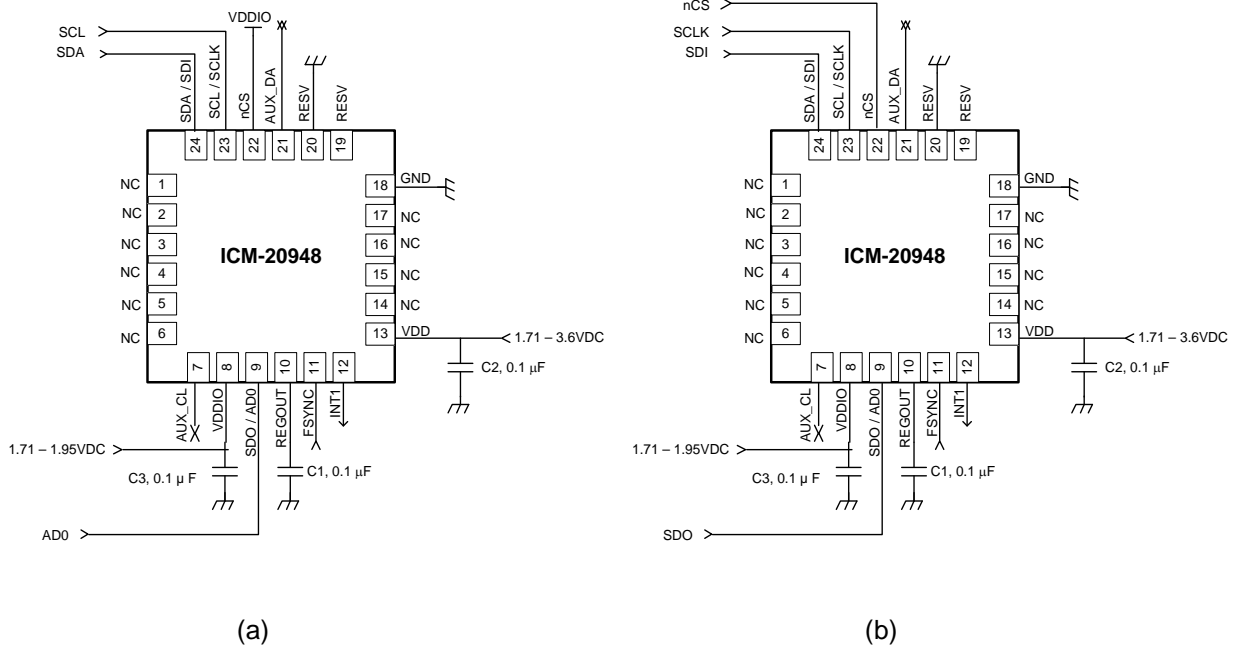 SCL
SDA
VDDIO
SDA / SDI
SCL / SCLK
nCS
AUX_DA
RESV
RESV
24
23
22
21
20
19
NC 1
NC 2
NC 3
NC 4
NC 5
NC 6
ICM-20948
18 GND
17 NC
16 NC
15 NC
14 NC
13 VDD
1.71 – 3.6VDC
C2, 0.1 µF
7
8
9
10
11
12
AUX_CL
VDDIO
SDO / AD0
REGOUT
FSYNC
INT1
1.71 – 1.95VDC
C3, 0.1 µ F
C1, 0.1 µF
AD0
(a)
nCS
SCLK
SDI
SDA / SDI
SCL / SCLK
nCS
AUX_DA
RESV
RESV
24
23
22
21
20
19
NC 1
NC 2
NC 3
NC 4
NC 5
NC 6
ICM-20948
18 GND
17 NC
16 NC
15 NC
14 NC
13 VDD
1.71 – 3.6VDC
C2, 0.1 µF
7
8
9
10
11
12
AUX_CL
VDDIO
SDO / AD0
REGOUT
FSYNC
INT1
1.71 – 1.95VDC
C3, 0.1 µ F
C1, 0.1 µF
SDO
(b)